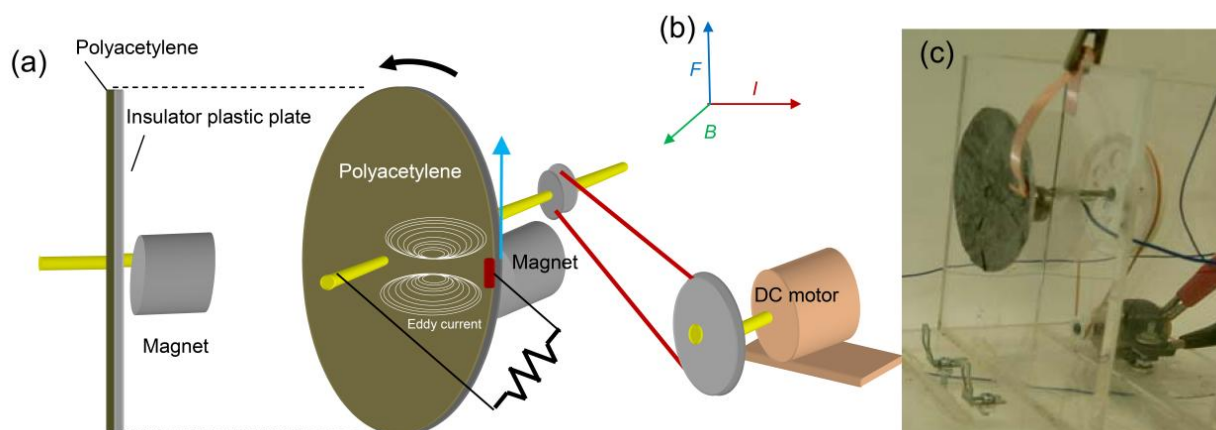 (a)
Polyacetylene
Insulator plastic plate
Magnet
Polyacetylene
Eddy current
Magnet
DC motor
(b)
F
I
B
(c)